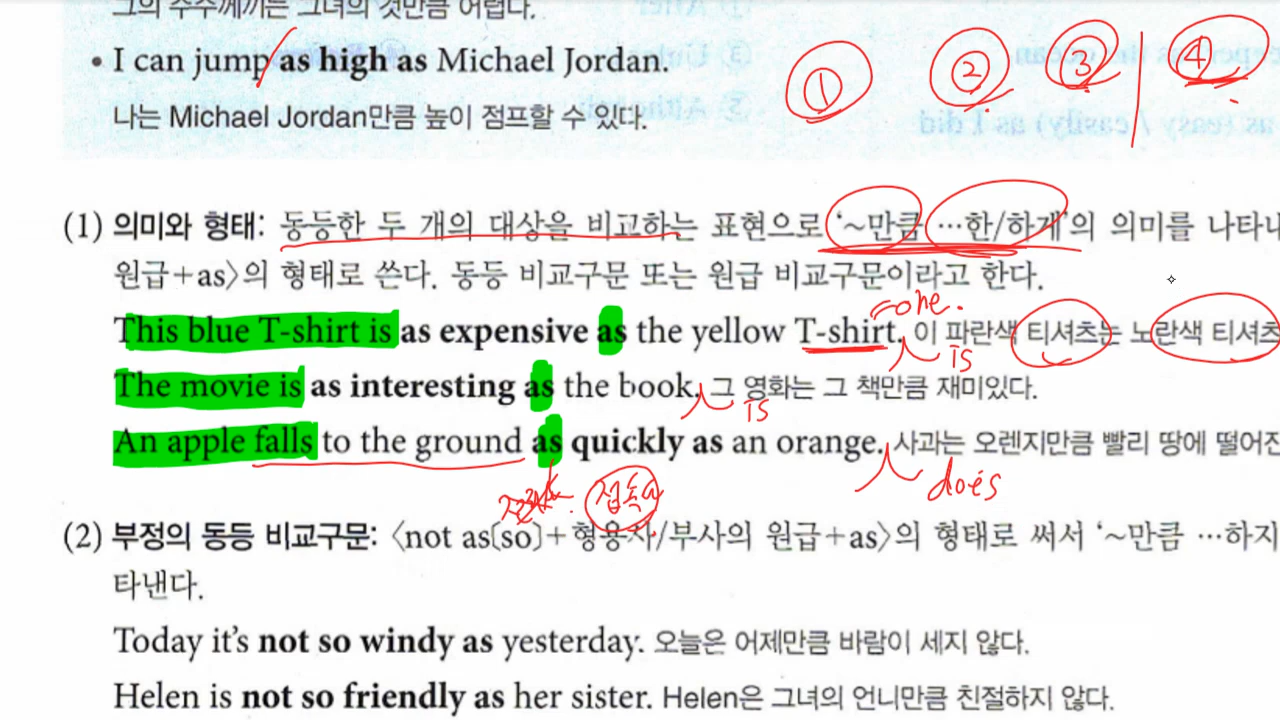 그의 수수께끼는 그녀의 것만큼 어렵다.
• I can jump as high as Michael Jordan.
① ② ③ ④
나는 Michael Jordan만큼 높이 점프할 수 있다.
(1) 의미와 형태: 동등한 두 개의 대상을 비교하는 표현으로 ‘~만큼 …한/하게’의 의미를 나타내
원급+as〉의 형태로 쓴다. 동등 비교구문 또는 원급 비교구문이라고 한다.
one.
This blue T-shirt is as expensive as the yellow T-shirt. 이 파란색 티셔츠는 노란색 티셔츠
is
The movie is as interesting as the book. 그 영화는 그 책만큼 재미있다.
is
An apple falls to the ground as quickly as an orange. 사과는 오렌지만큼 빨리 땅에 떨어진
접속사 does
(2) 부정의 동등 비교구문: 〈not as[so]+형용사/부사의 원급+as〉의 형태로 써서 ‘~만큼 …하지
타낸다.
Today it’s not so windy as yesterday. 오늘은 어제만큼 바람이 세지 않다.
Helen is not so friendly as her sister. Helen은 그녀의 언니만큼 친절하지 않다.